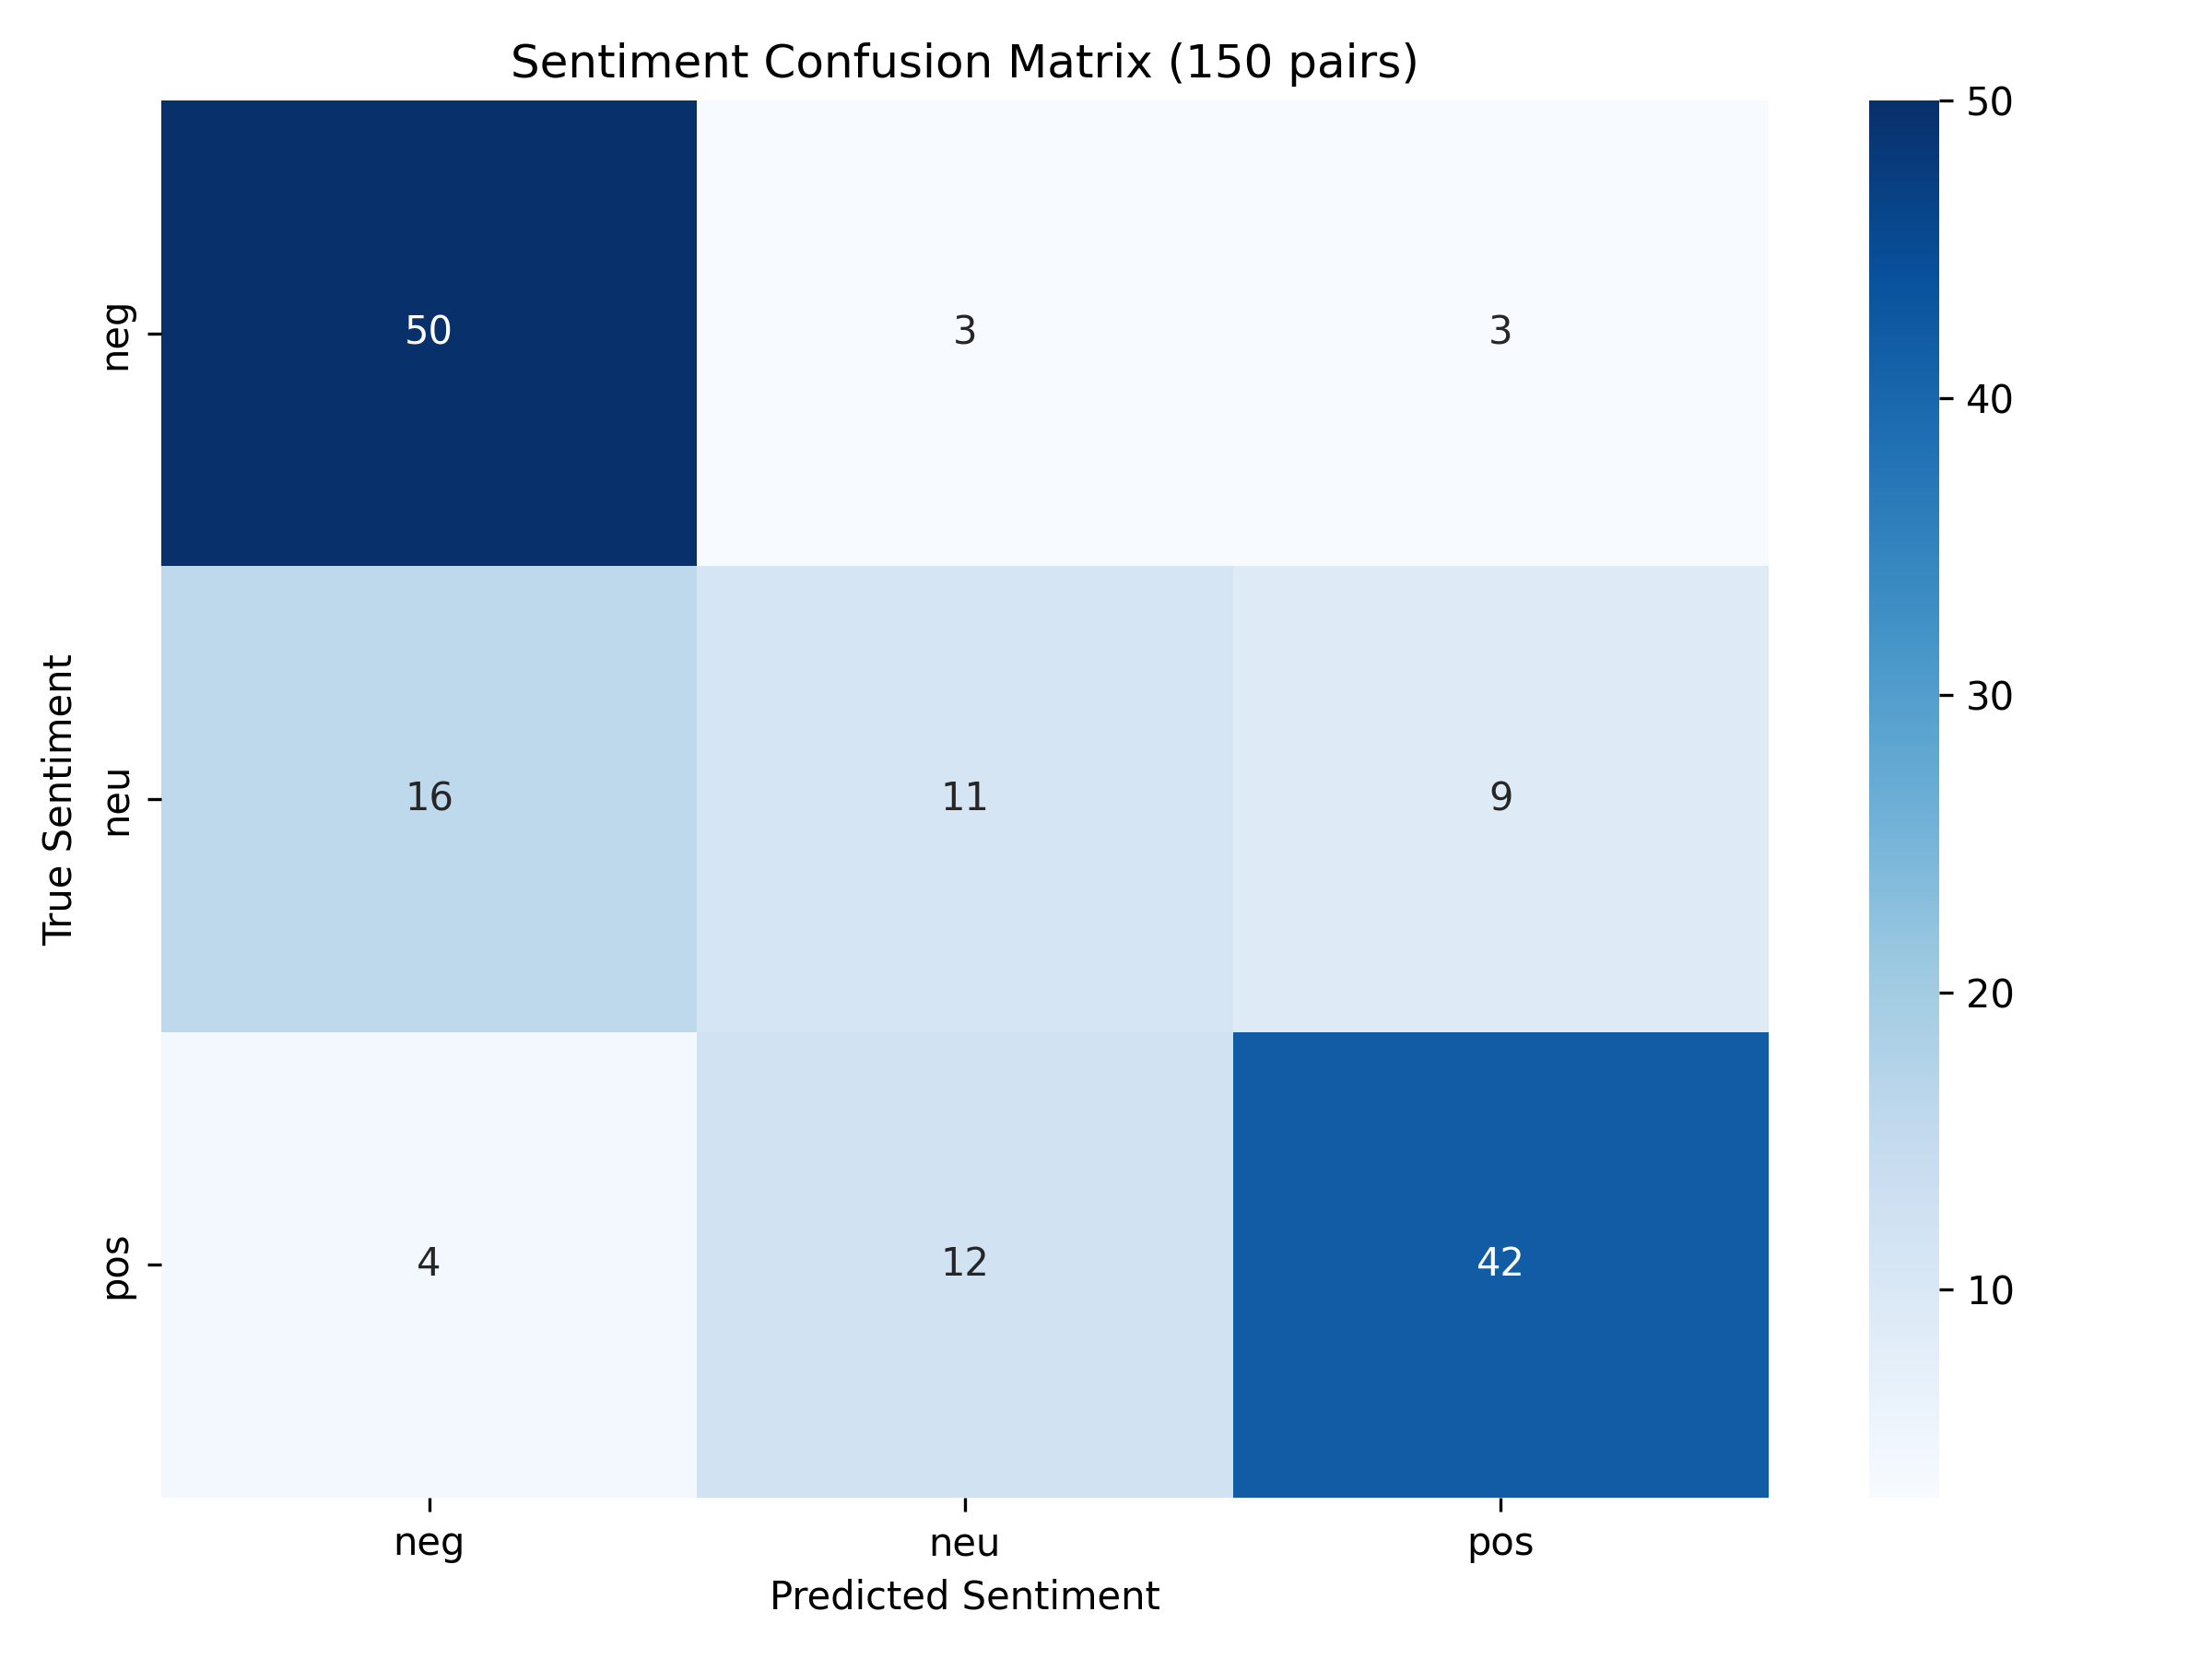 Sentiment Confusion Matrix (150 pairs)
True Sentiment
neg
50
3
3
neu
16
11
9
pos
4
12
42
neg
neu
pos
Predicted Sentiment
50
40
30
20
10